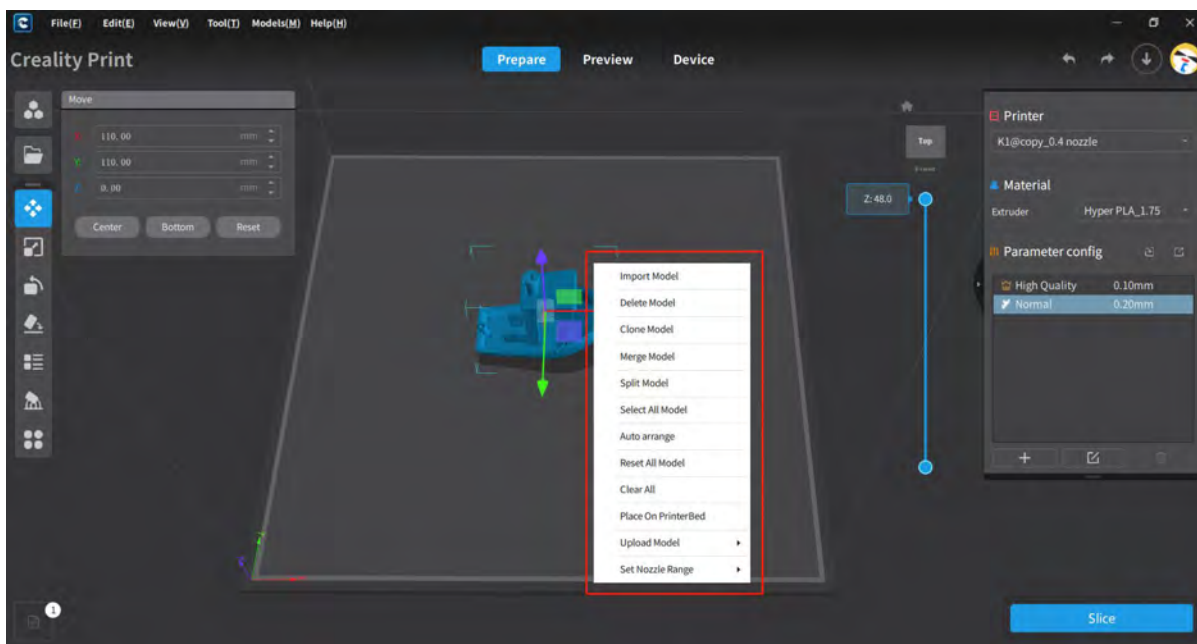 File(F) Edit(E) View(V) Tool(T) Models(M) Help(H)
Creality Print
Prepare Preview Device
Move
110.00 mm
Y: 110.00 mm
0.00 mm
Center Bottom Reset
Top
Z: 48.0
Printer
K1@copy_0.4 nozzle
Material
Extruder Hyper PLA_1.75
Parameter config
High Quality 0.10mm
Normal 0.20mm
Import Model
Delete Model
Clone Model
Merge Model
Split Model
Select All Model
Auto arrange
Reset All Model
Clear All
Place On PrinterBed
Upload Model
Set Nozzle Range
1
Slice